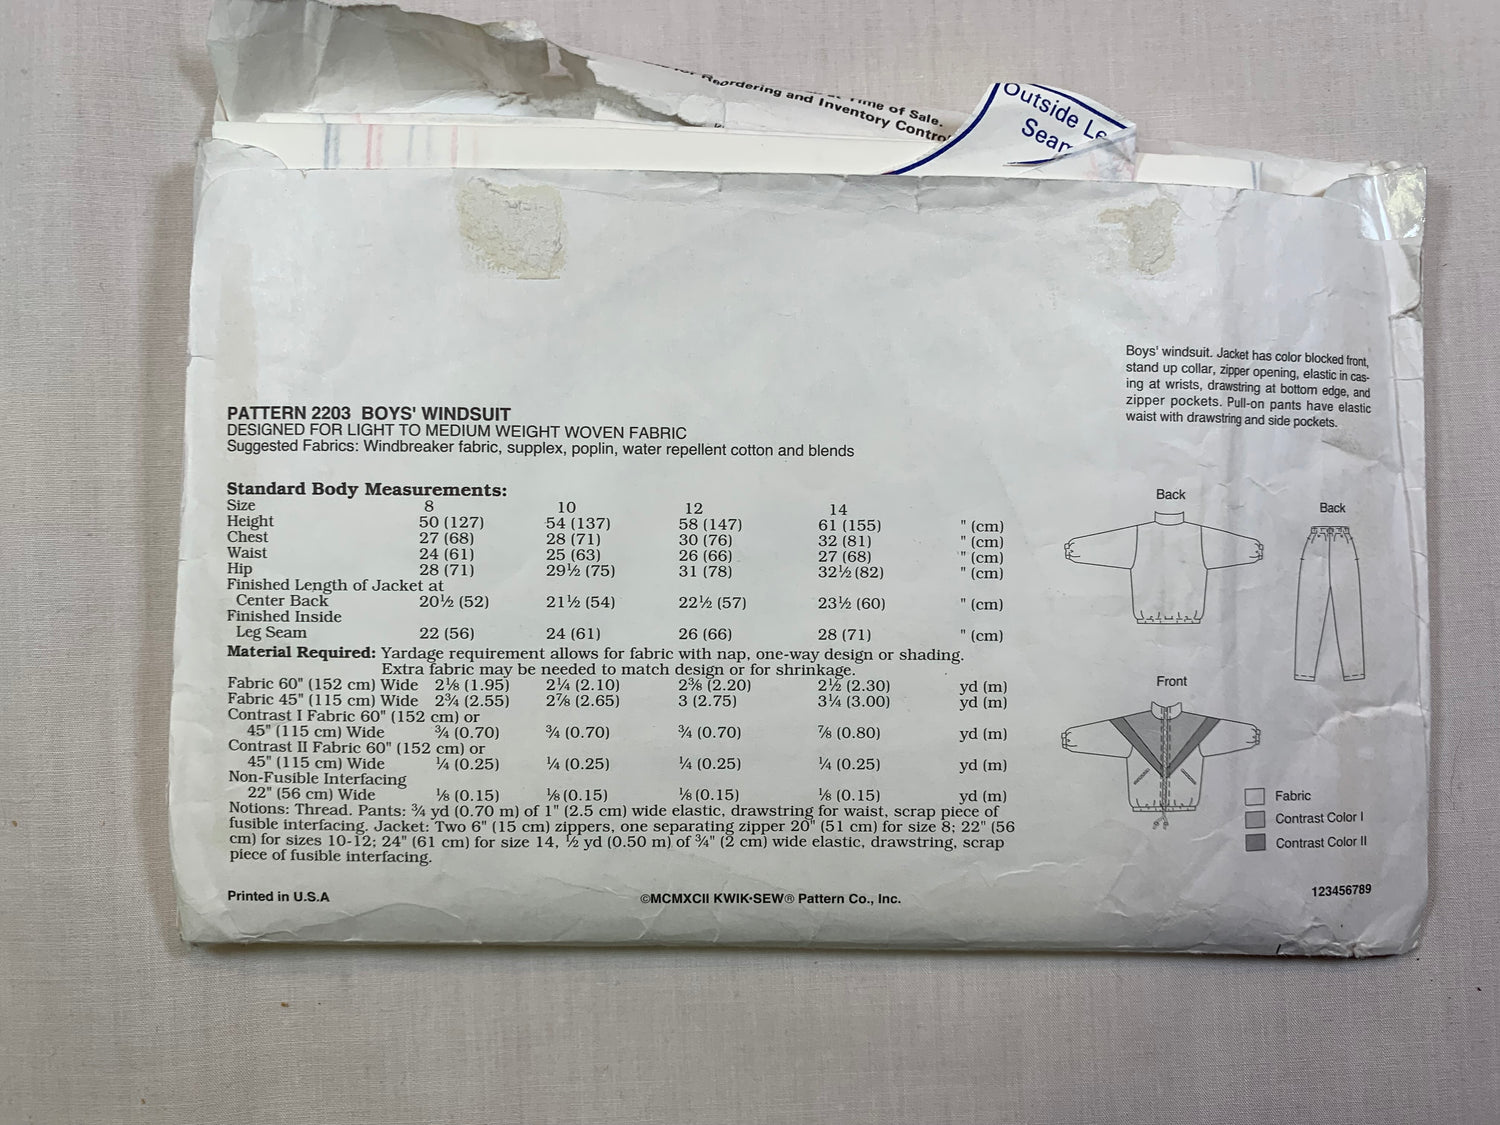 Reordering and Inventory Contro
Time of Sale.
Outside Le
Seam
Boys' windsuit. Jacket has color blocked front,
stand up collar, zipper opening, elastic in cas-
ing at wrists, drawstring at bottom edge, and
zipper pockets. Pull-on pants have elastic
waist with drawstring and side pockets.
PATTERN 2203 BOYS' WINDSUIT
DESIGNED FOR LIGHT TO MEDIUM WEIGHT WOVEN FABRIC
Suggested Fabrics: Windbreaker fabric, supplex, poplin, water repellent cotton and blends
Standard Body Measurements:
Size 8 10 12 14
Height 50 (127) 54 (137) 58 (147) 61 (155) " (cm)
Chest 27 (68) 28 (71) 30 (76) 32 (81) " (cm)
Waist 24 (61) 25 (63) 26 (66) 27 (68) " (cm)
Hip 28 (71) 29½ (75) 31 (78) 32½ (82) " (cm)
Finished Length of Jacket at
Center Back 20½ (52) 21½ (54) 22½ (57) 23½ (60) " (cm)
Finished Inside
Leg Seam 22 (56) 24 (61) 26 (66) 28 (71) " (cm)
Material Required: Yardage requirement allows for fabric with nap, one-way design or shading.
Extra fabric may be needed to match design or for shrinkage.
Fabric 60" (152 cm) Wide 2⅛ (1.95) 2¼ (2.10) 2⅜ (2.20) 2½ (2.30) yd (m)
Fabric 45" (115 cm) Wide 2¾ (2.55) 2⅞ (2.65) 3 (2.75) 3¼ (3.00) yd (m)
Contrast I Fabric 60" (152 cm) or
45" (115 cm) Wide ¾ (0.70) ¾ (0.70) ¾ (0.70) ⅞ (0.80) yd (m)
Contrast II Fabric 60" (152 cm) or
45" (115 cm) Wide ¼ (0.25) ¼ (0.25) ¼ (0.25) ¼ (0.25) yd (m)
Non-Fusible Interfacing
22" (56 cm) Wide ⅛ (0.15) ⅛ (0.15) ⅛ (0.15) ⅛ (0.15) yd (m)
Notions: Thread. Pants: ¾ yd (0.70 m) of 1" (2.5 cm) wide elastic, drawstring for waist, scrap piece of
fusible interfacing. Jacket: Two 6" (15 cm) zippers, one separating zipper 20" (51 cm) for size 8; 22" (56
cm) for sizes 10-12; 24" (61 cm) for size 14, ½ yd (0.50 m) of ¾" (2 cm) wide elastic, drawstring, scrap
piece of fusible interfacing.
Back
Back
Front
Fabric
Contrast Color I
Contrast Color II
Printed in U.S.A
©MCMXCII KWIK•SEW® Pattern Co., Inc.
123456789